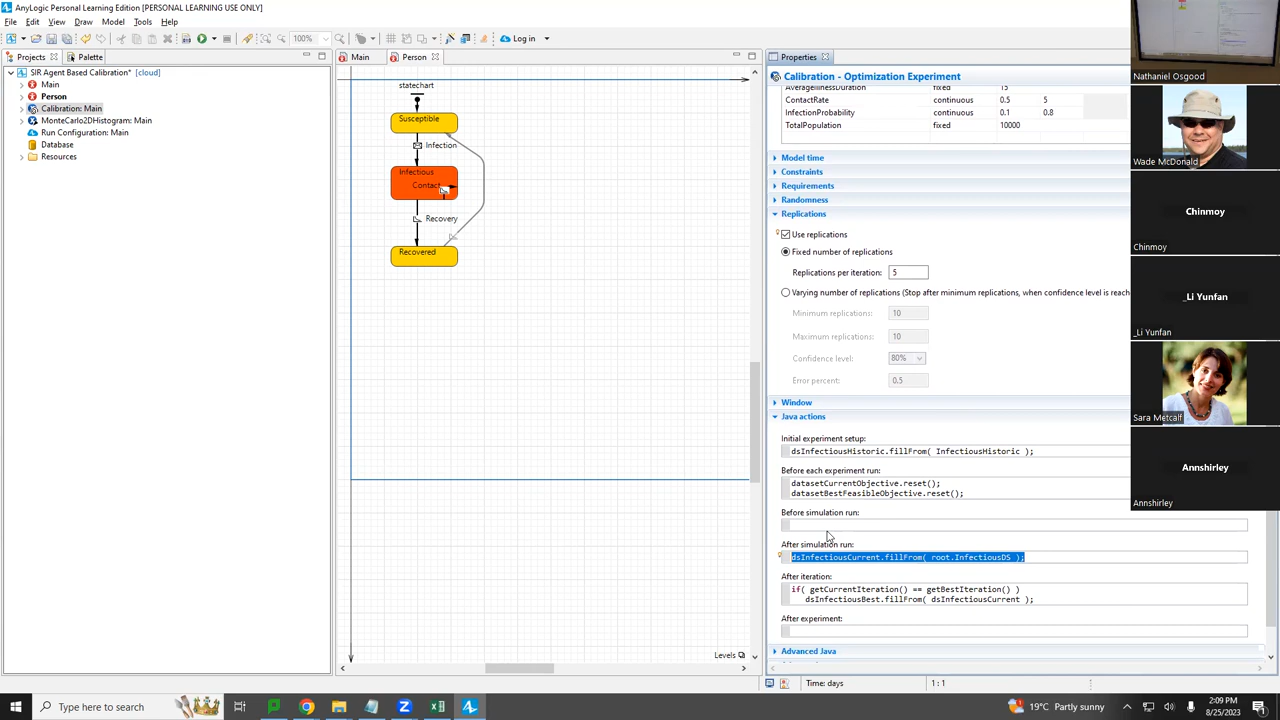 AnyLogic Personal Learning Edition [PERSONAL LEARNING USE ONLY]
File Edit View Draw Model Tools Help
100%
Log in
Projects
Palette
SIR Agent Based Calibration* [cloud]
Main
Person
Calibration: Main
MonteCarlo2DHistogram: Main
Run Configuration: Main
Database
Resources
Main
Person
statechart
Susceptible
Infection
Infectious
Contact
Recovery
Recovered
Levels
Properties
Calibration - Optimization Experiment
AverageIllnessDuration fixed 15
ContactRate continuous 0.5 5
InfectionProbability continuous 0.1 0.8
TotalPopulation fixed 10000
Model time
Constraints
Requirements
Randomness
Replications
Use replications
Fixed number of replications
Replications per iteration: 5
Varying number of replications (Stop after minimum replications, when confidence level is reach
Minimum replications: 10
Maximum replications: 10
Confidence level: 80%
Error percent: 0.5
Window
Java actions
Initial experiment setup:
dsInfectiousHistoric.fillFrom( InfectiousHistoric );
Before each experiment run:
datasetCurrentObjective.reset();
datasetBestFeasibleObjective.reset();
Before simulation run:
After simulation run:
dsInfectiousCurrent.fillFrom( root.InfectiousDS );
After iteration:
if( getCurrentIteration() == getBestIteration() )
dsInfectiousBest.fillFrom( dsInfectiousCurrent );
After experiment:
Advanced Java
Time: days
1 : 1
Nathaniel Osgood
Wade McDonald
Chinmoy
Chinmoy
_Li Yunfan
_Li Yunfan
Sara Metcalf
Annshirley
Annshirley
Type here to search
19°C Partly sunny
2:09 PM
8/25/2023